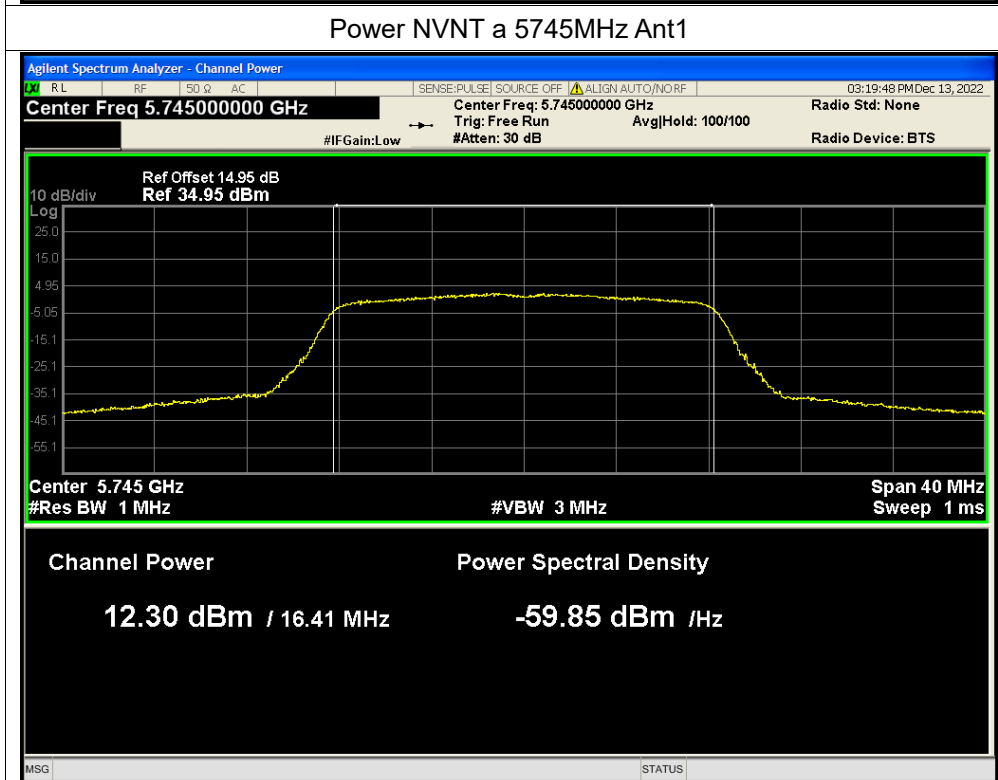 Power NVNT a 5745MHz Ant1
Agilent Spectrum Analyzer - Channel Power
LXI RL RF 50 Ω AC SENSE:PULSE SOURCE OFF ALIGN AUTO/NO RF 03:19:48 PM Dec 13, 2022
Center Freq 5.745000000 GHz Center Freq: 5.745000000 GHz Radio Std: None
Trig: Free Run Avg|Hold: 100/100
#IFGain:Low #Atten: 30 dB Radio Device: BTS
Ref Offset 14.95 dB
10 dB/div Ref 34.95 dBm
Log
25.0
15.0
4.95
-5.05
-15.1
-25.1
-35.1
-45.1
-55.1
Center 5.745 GHz Span 40 MHz
#Res BW 1 MHz #VBW 3 MHz Sweep 1 ms
Channel Power Power Spectral Density
12.30 dBm / 16.41 MHz -59.85 dBm /Hz
MSG STATUS